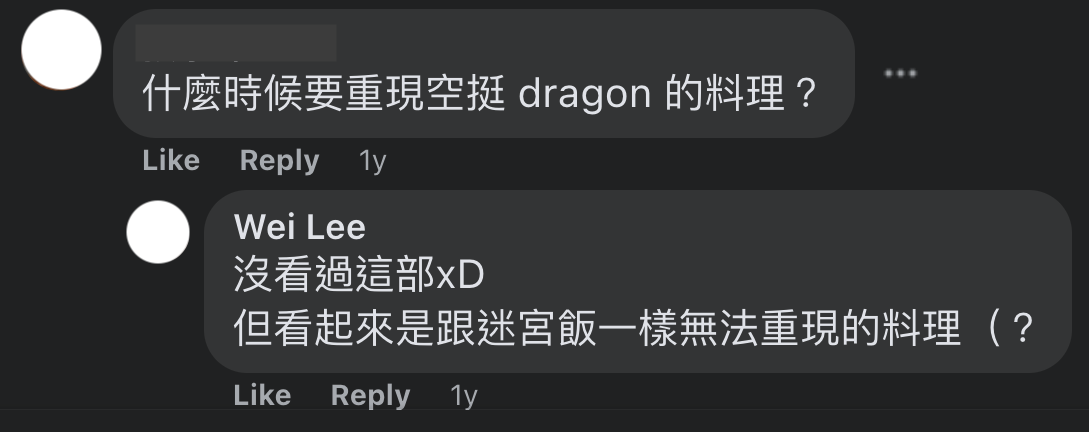 什麼時候要重現空挺 dragon 的料理？
Like Reply 1y
Wei Lee
沒看過這部xD
但看起來是跟迷宮飯一樣無法重現的料理（？
Like Reply 1y